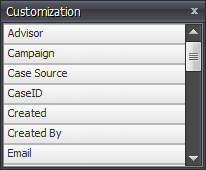 Customization
Advisor
Campaign
Case Source
CaseID
Created
Created By
Email